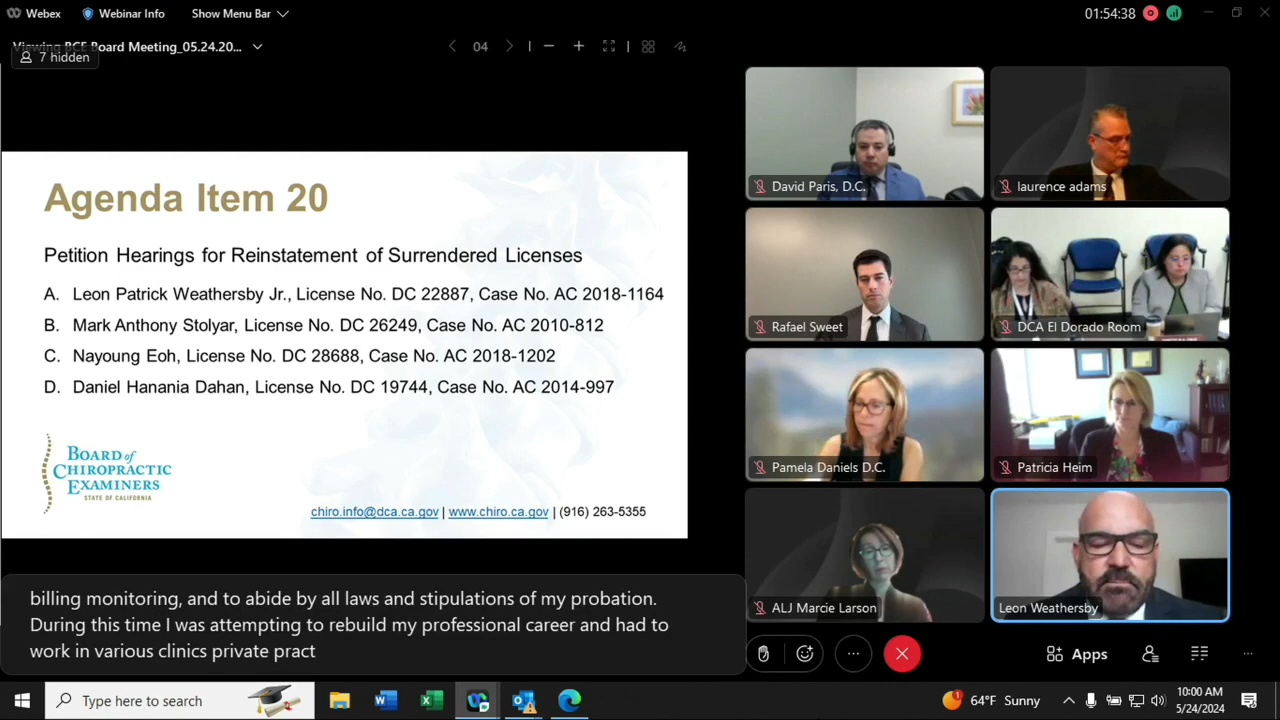 Webex
Webinar Info
Show Menu Bar
01:54:38
Viewing BCE Board Meeting_05.24.20...
04
7 hidden
Agenda Item 20
Petition Hearings for Reinstatement of Surrendered Licenses
A. Leon Patrick Weathersby Jr., License No. DC 22887, Case No. AC 2018-1164
B. Mark Anthony Stolyar, License No. DC 26249, Case No. AC 2010-812
C. Nayoung Eoh, License No. DC 28688, Case No. AC 2018-1202
D. Daniel Hanania Dahan, License No. DC 19744, Case No. AC 2014-997
BOARD of
CHIROPRACTIC
EXAMINERS
STATE OF CALIFORNIA
chiro.info@dca.ca.gov | www.chiro.ca.gov | (916) 263-5355
David Paris, D.C.
laurence adams
Rafael Sweet
DCA El Dorado Room
Pamela Daniels D.C.
Patricia Heim
ALJ Marcie Larson
Leon Weathersby
billing monitoring, and to abide by all laws and stipulations of my probation.
During this time I was attempting to rebuild my professional career and had to
work in various clinics private pract
Apps
Type here to search
1
64°F Sunny
10:00 AM
5/24/2024